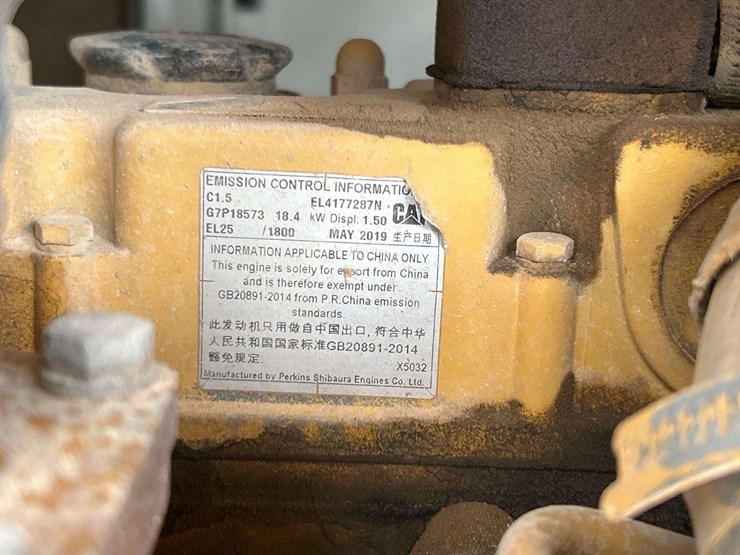 EMISSION CONTROL INFORMATIO
C1.5 EL4177287N
G7P18573 18.4 kW Displ: 1.50 CAT
EL25 /1800 MAY 2019 生产日期
INFORMATION APPLICABLE TO CHINA ONLY
This engine is solely for export from China
and is therefore exempt under
GB20891-2014 from P R.China emission
standards.
此发动机只用做自中国出口, 符合中华
人民共和国国家标准GB20891-2014
豁免规定. X5032
Manufactured by Perkins Shibaura Engines Co. Ltd.